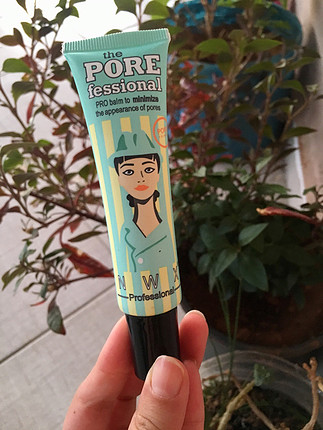 the
PORE
fessional
PRO balm to minimize
the appearance of pores
N W Y
Professional